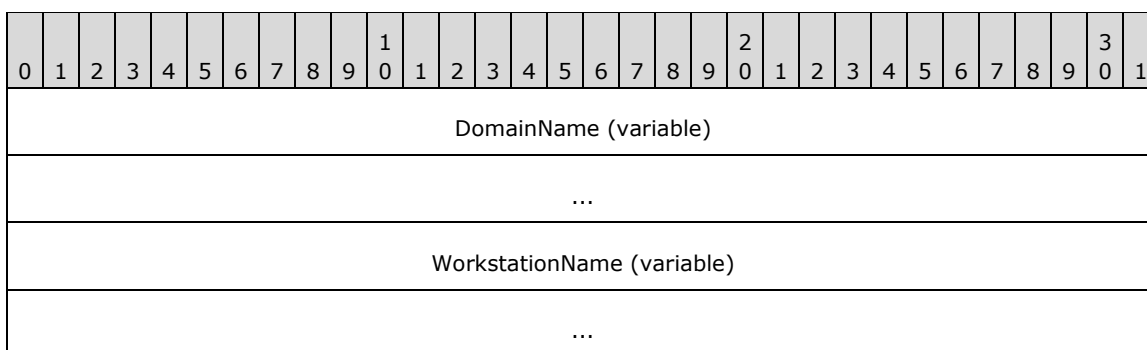 1 2 3
0 1 2 3 4 5 6 7 8 9 0 1 2 3 4 5 6 7 8 9 0 1 2 3 4 5 6 7 8 9 0 1
DomainName (variable)
...
WorkstationName (variable)
...